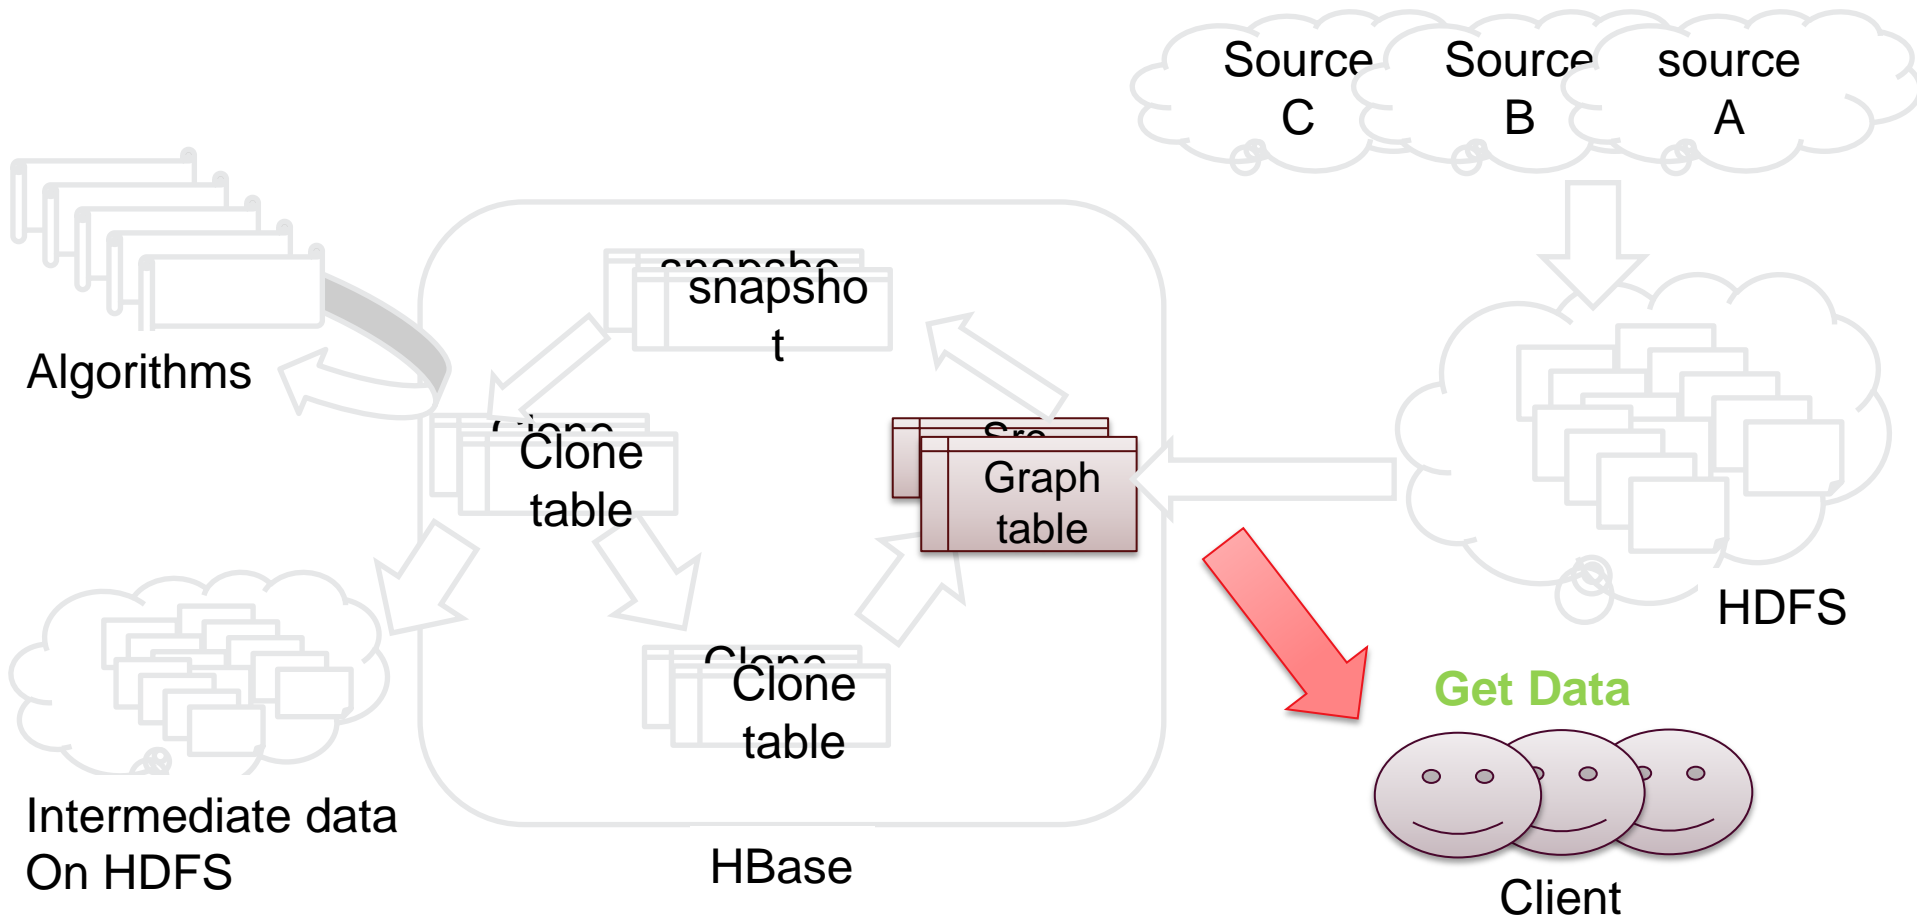 Source
C
Source
B
source
A
snapsho
t
Algorithms
Clone
table
Graph
table
HDFS
Get Data
Clone
table
Intermediate data
On HDFS
HBase
Client